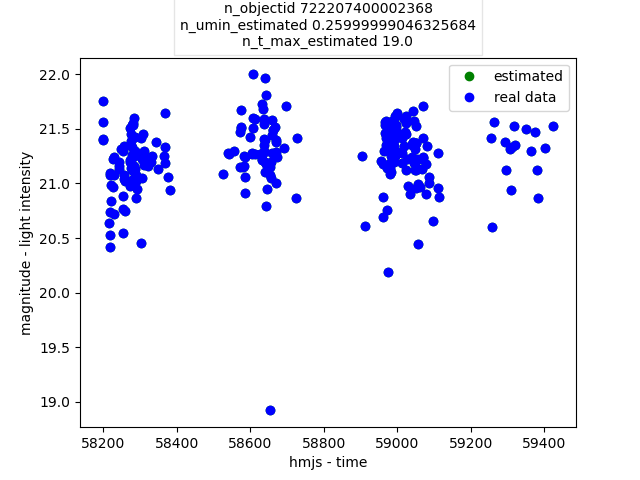 n_objectid 722207400002368
n_umin_estimated 0.25999999046325684
n_t_max_estimated 19.0
22.0
21.5
21.0
20.5
20.0
19.5
19.0
magnitude - light intensity
estimated
real data
58200 58400 58600 58800 59000 59200 59400
hmjs - time